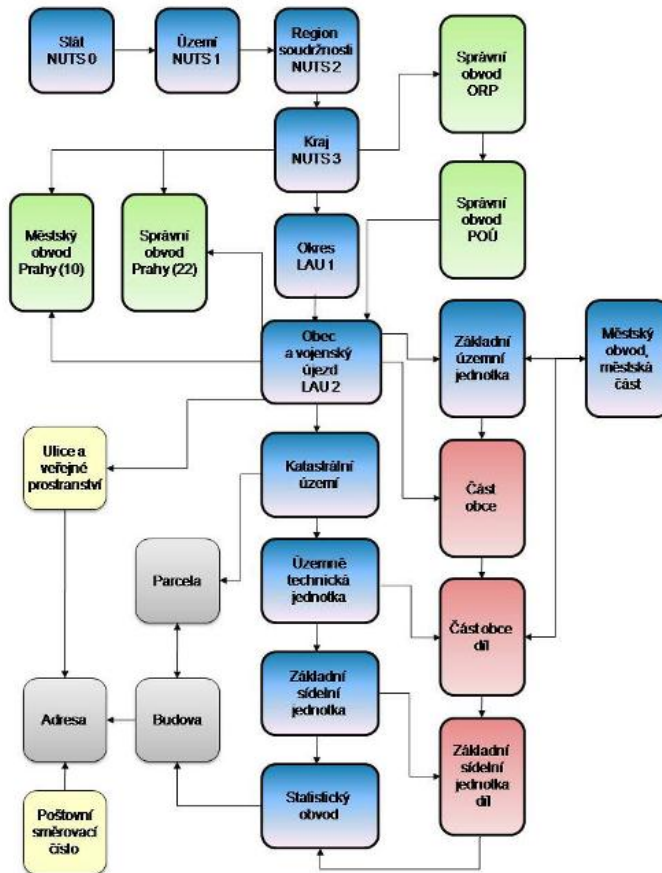 Stát
NUTS 0
Území
NUTS 1
Region
soudržnosti
NUTS 2
Správní
obvod
ORP
Kraj
NUTS 3
Městský
obvod
Prahy (10)
Správní
obvod
Prahy (22)
Okres
LAU 1
Správní
obvod
POÚ
Obec
a vojenský
újezd
LAU 2
Základní
územní
jednotka
Městský
obvod,
městská
část
Ulice a
veřejné
prostranství
Katastrální
území
Část
obce
Parcela
Územně
technická
jednotka
Část obce
díl
Adresa
Budova
Základní
sídelní
jednotka
Základní
sídelní
jednotka
díl
Poštovní
směrovací
číslo
Statistický
obvod